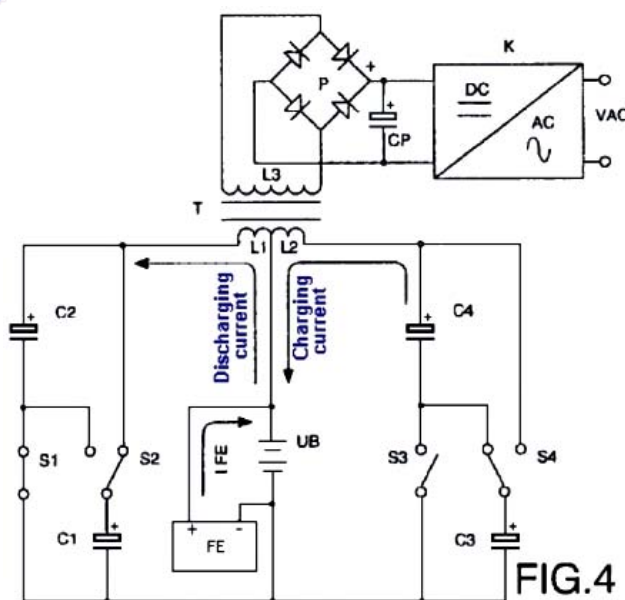 K
DC
AC
VAC
P
+
+
CP
L3
T
L1 L2
Discharging
current
Charging
current
+
C2
+
C4
S1
S2
I FE
UB
S3
S4
+
C1
+ -
FE
+
C3
FIG.4